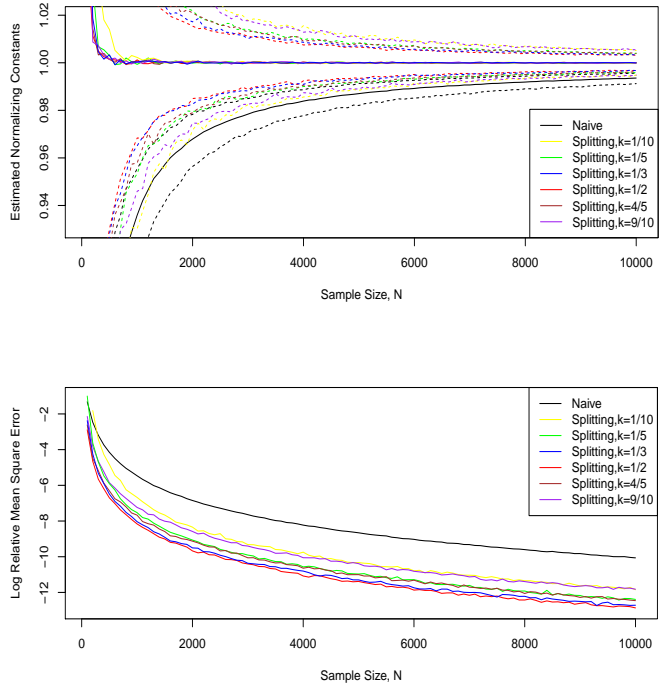 Estimated Normalizing Constants
1.02
1.00
0.98
0.96
0.94
Naive
Splitting,k=1/10
Splitting,k=1/5
Splitting,k=1/3
Splitting,k=1/2
Splitting,k=4/5
Splitting,k=9/10
0
2000
4000
6000
8000
10000
Sample Size, N
Log Relative Mean Square Error
−2
−4
−6
−8
−10
−12
Naive
Splitting,k=1/10
Splitting,k=1/5
Splitting,k=1/3
Splitting,k=1/2
Splitting,k=4/5
Splitting,k=9/10
0
2000
4000
6000
8000
10000
Sample Size, N